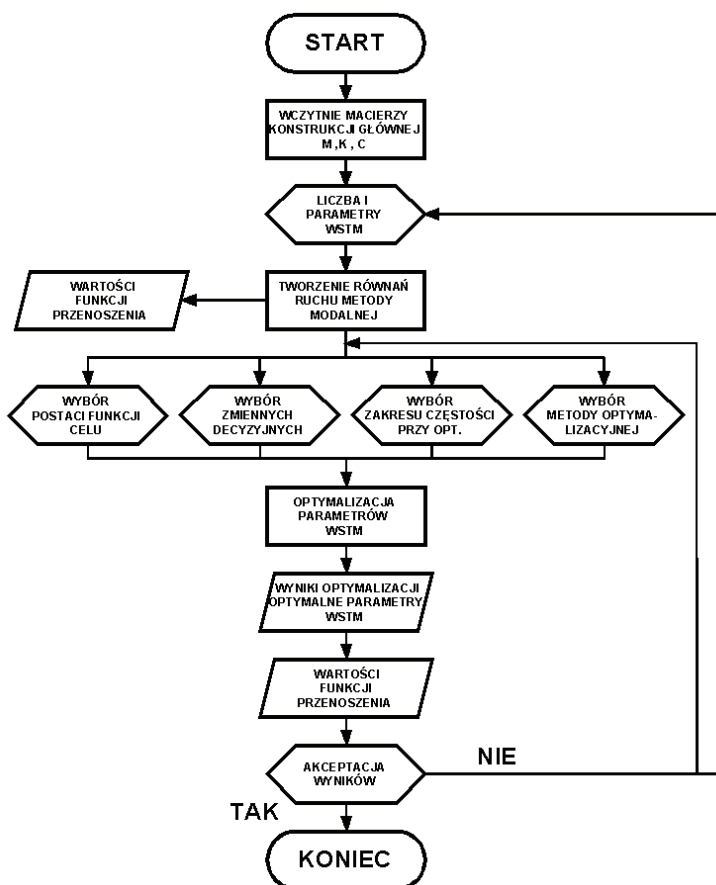 START
WCZYTNIE MACIERZY
KONSTRUKCJI GŁÓWNEJ
M ,K , C
LICZBA I
PARAMETRY
WSTM
WARTOŚCI
FUNKCJI
PRZENOSZENIA
TWORZENIE RÓWNAŃ
RUCHU METODY
MODALNEJ
WYBÓR
POSTACI FUNKCJI
CELU
WYBÓR
ZMIENNYCH
DECYZYJNYCH
WYBÓR
ZAKRESU CZĘSTOŚCI
PRZY OPT.
WYBÓR
METODY OPTYMA-
LIZACYJNEJ
OPTYMALIZACJA
PARAMETRÓW
WSTM
WYNIKI OPTYMALIZACJI
OPTYMALNE PARAMETRY
WSTM
WARTOŚCI
FUNKCJI
PRZENOSZENIA
AKCEPTACJA
WYNIKÓW
NIE
TAK
KONIEC